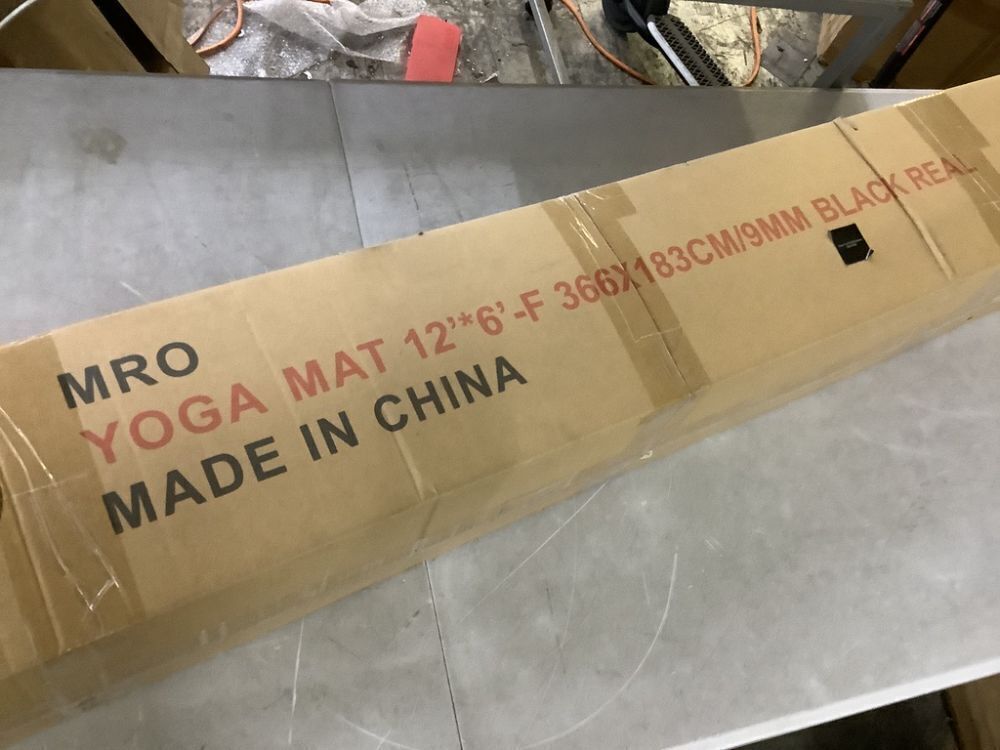 MRO
YOGA MAT 12'*6'-F 366X183CM/9MM BLACK REAL
MADE IN CHINA